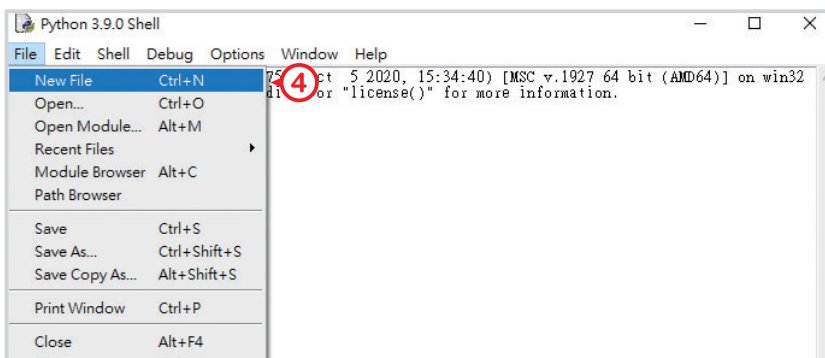 Python 3.9.0 Shell
File Edit Shell Debug Options Window Help
ct 5 2020, 15:34:40) [MSC v.1927 64 bit (AMD64)] on win32
or "license()" for more information.
④
New File Ctrl+N
Open... Ctrl+O
Open Module... Alt+M
Recent Files
Module Browser Alt+C
Path Browser
Save Ctrl+S
Save As... Ctrl+Shift+S
Save Copy As... Alt+Shift+S
Print Window Ctrl+P
Close Alt+F4